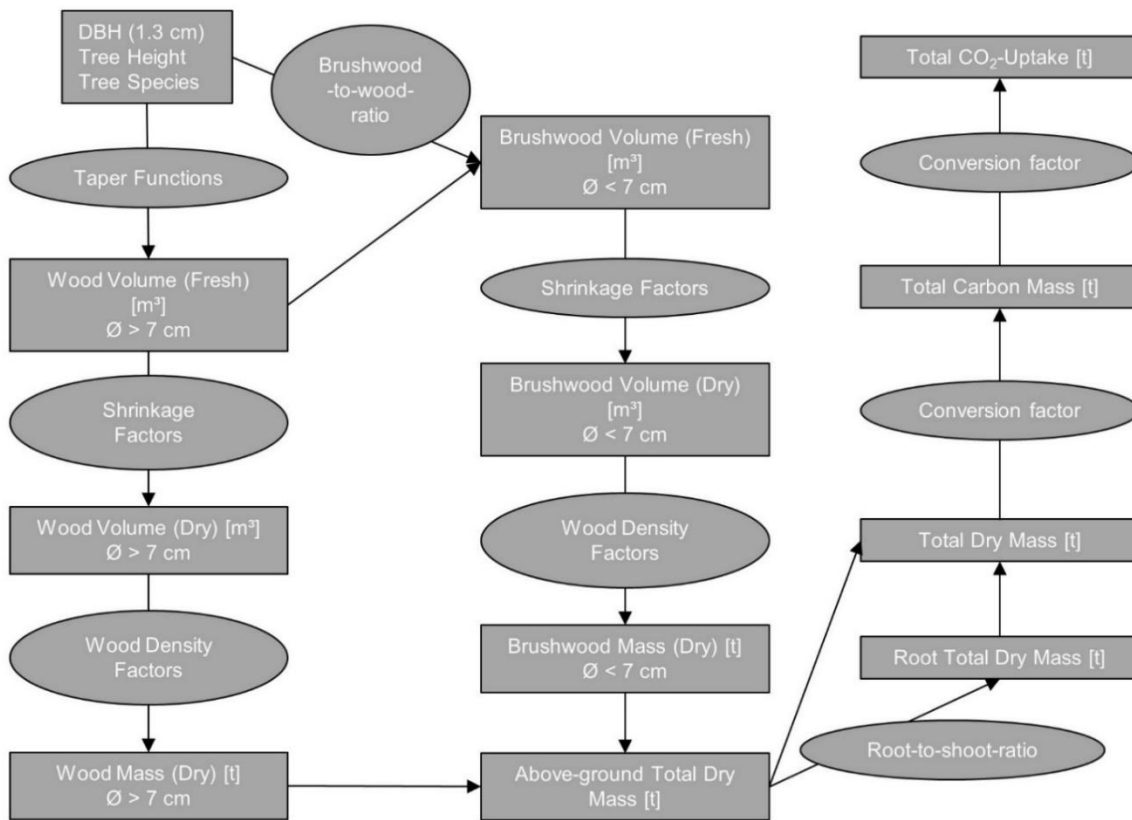 DBH (1.3 cm)
Tree Height
Tree Species
Taper Functions
Wood Volume (Fresh)
[m³]
Ø > 7 cm
Shrinkage
Factors
Wood Volume (Dry) [m³]
Ø > 7 cm
Wood Density
Factors
Wood Mass (Dry) [t]
Ø > 7 cm
Brushwood
-to-wood-
ratio
Brushwood Volume (Fresh)
[m³]
Ø < 7 cm
Shrinkage Factors
Brushwood Volume (Dry)
[m³]
Ø < 7 cm
Wood Density
Factors
Brushwood Mass (Dry) [t]
Ø < 7 cm
Above-ground Total Dry
Mass [t]
Total CO₂-Uptake [t]
Conversion factor
Total Carbon Mass [t]
Conversion factor
Total Dry Mass [t]
Root Total Dry Mass [t]
Root-to-shoot-ratio